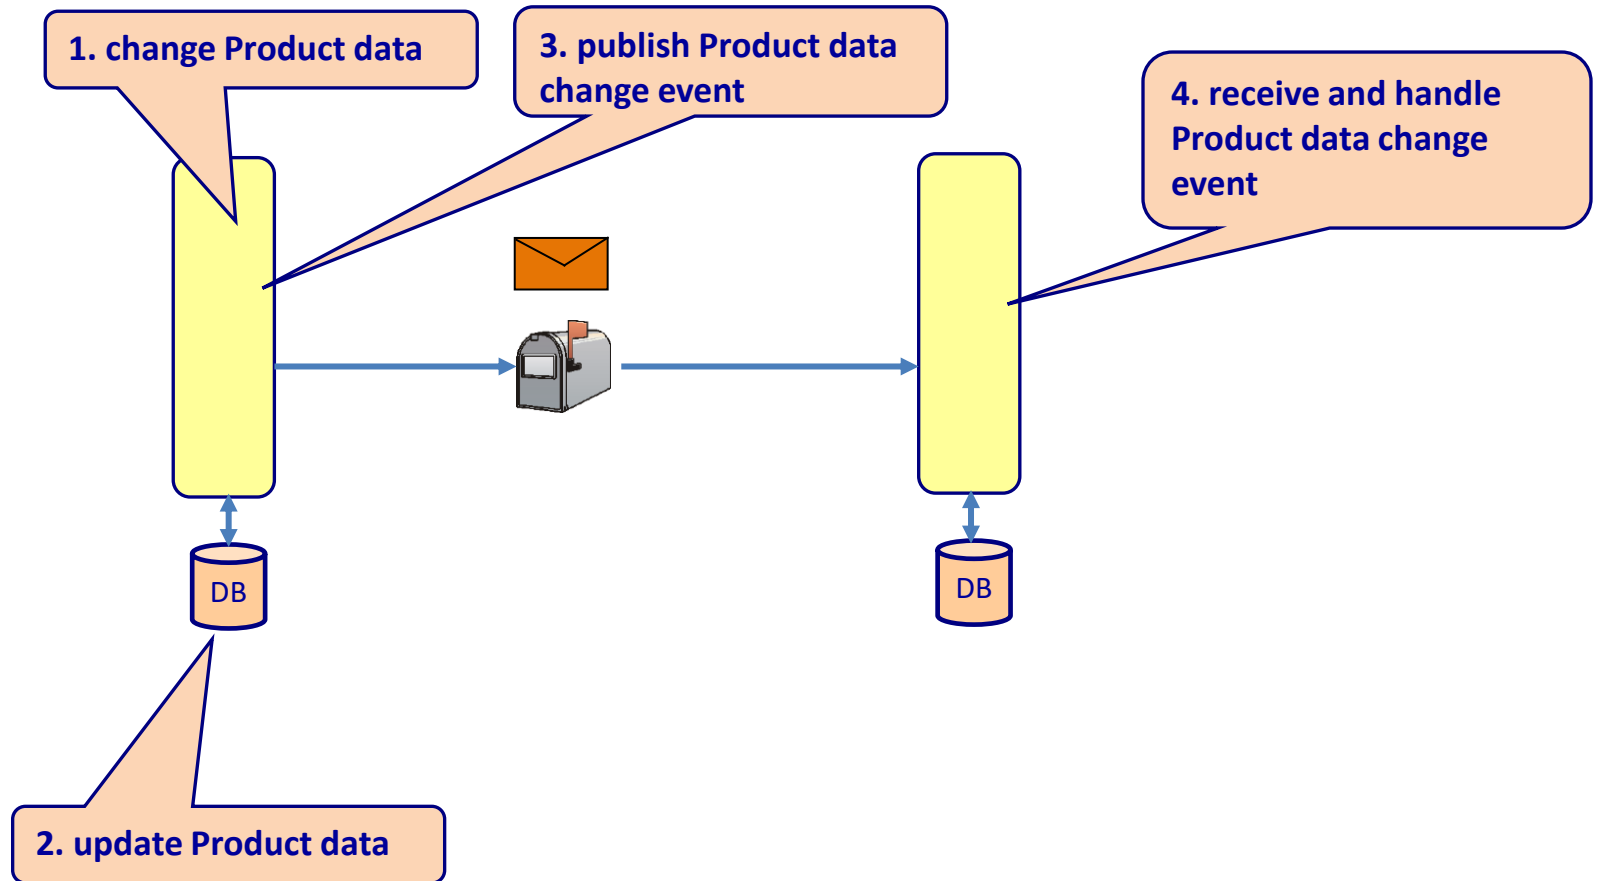 1. change Product data
3. publish Product data
change event
4. receive and handle
Product data change
event
DB
DB
2. update Product data